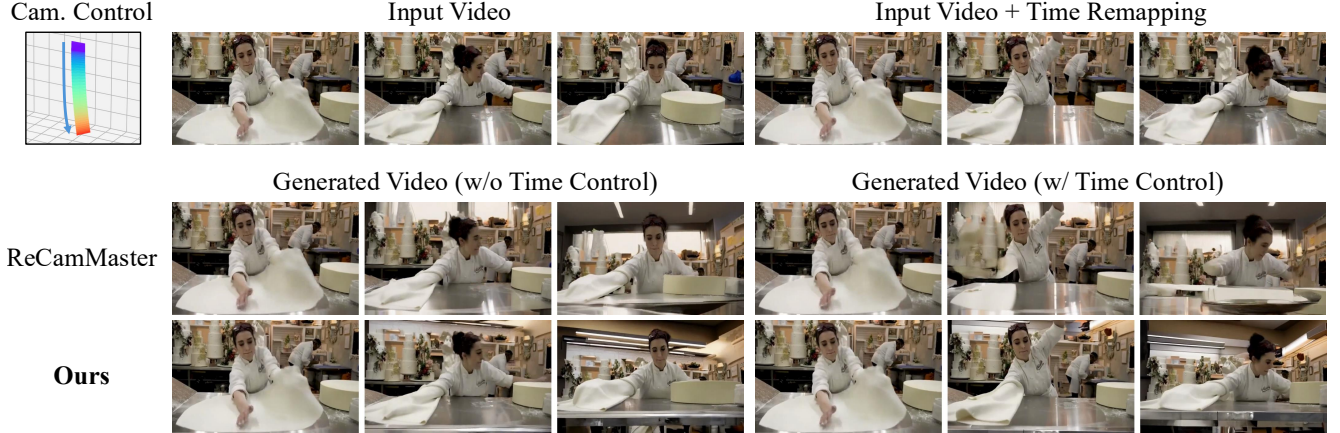 Cam. Control
Input Video
Input Video + Time Remapping
Generated Video (w/o Time Control)
Generated Video (w/ Time Control)
ReCamMaster
Ours